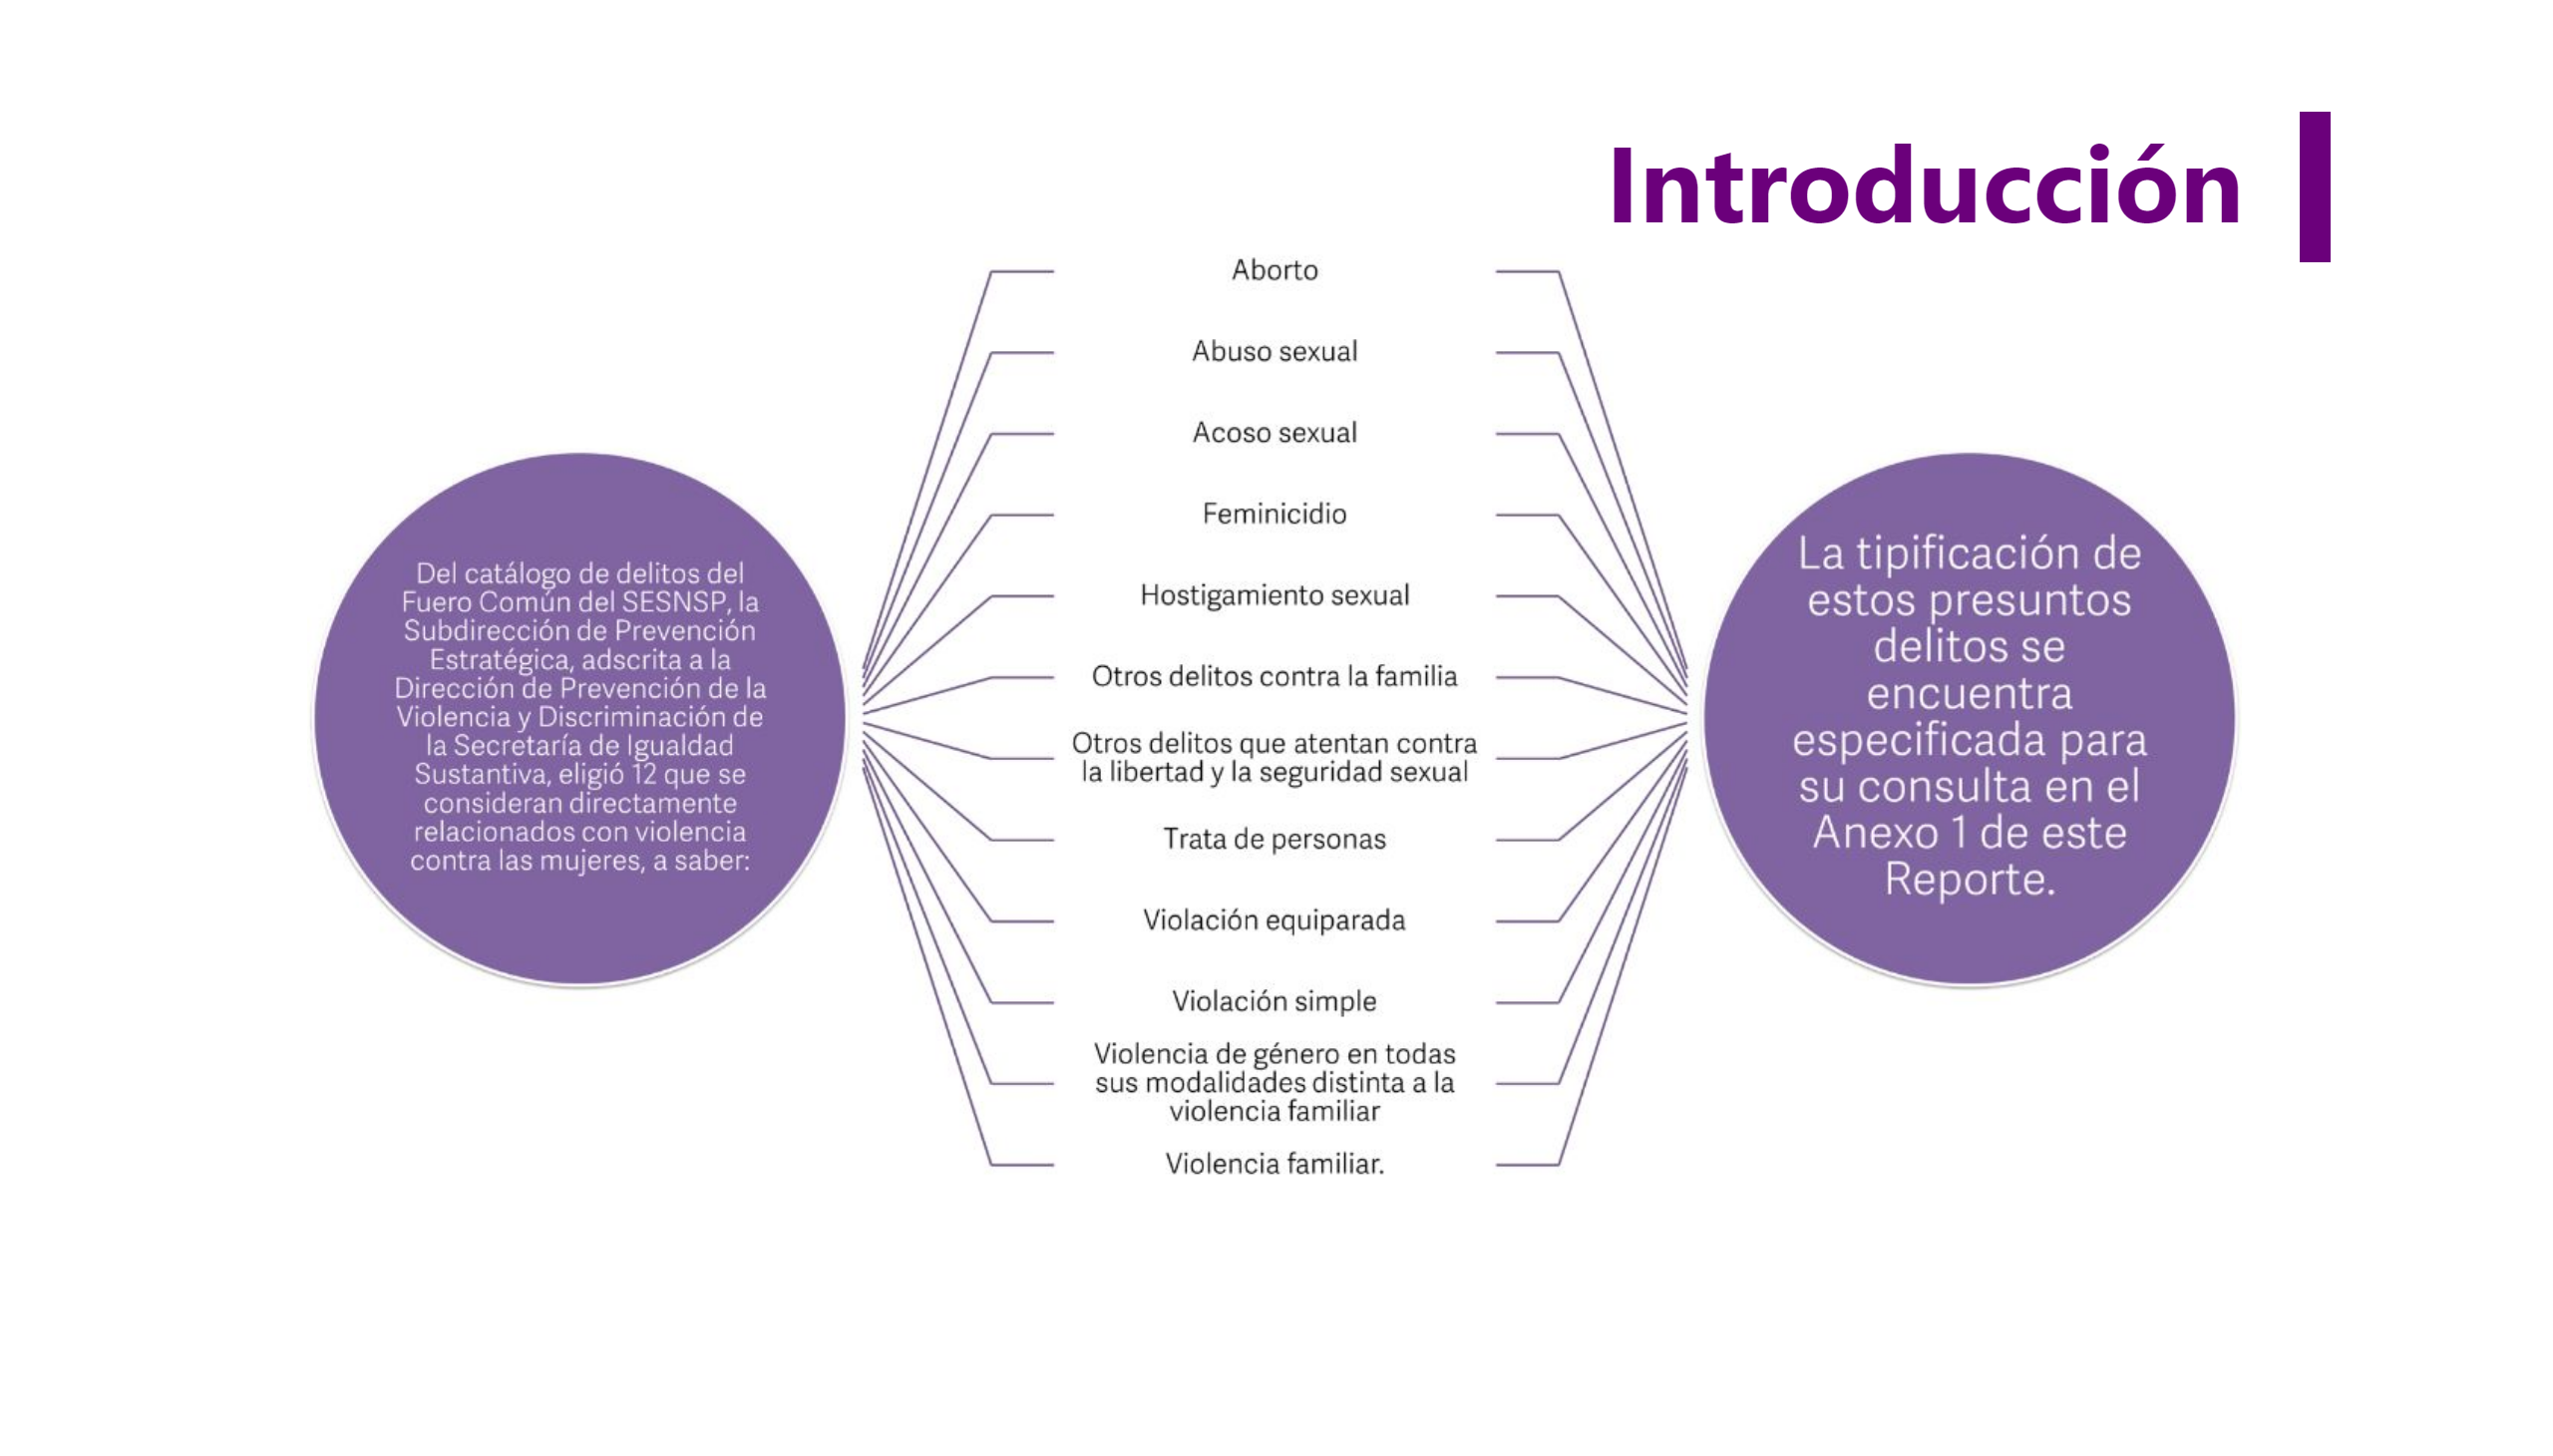 Introducción
Del catálogo de delitos del
Fuero Común del SESNSP, la
Subdirección de Prevención
Estratégica, adscrita a la
Dirección de Prevención de la
Violencia y Discriminación de
la Secretaría de Igualdad
Sustantiva, eligió 12 que se
consideran directamente
relacionados con violencia
contra las mujeres, a saber:
Aborto
Abuso sexual
Acoso sexual
Feminicidio
Hostigamiento sexual
Otros delitos contra la familia
Otros delitos que atentan contra
la libertad y la seguridad sexual
Trata de personas
Violación equiparada
Violación simple
Violencia de género en todas
sus modalidades distinta a la
violencia familiar
Violencia familiar.
La tipificación de
estos presuntos
delitos se
encuentra
especificada para
su consulta en el
Anexo 1 de este
Reporte.